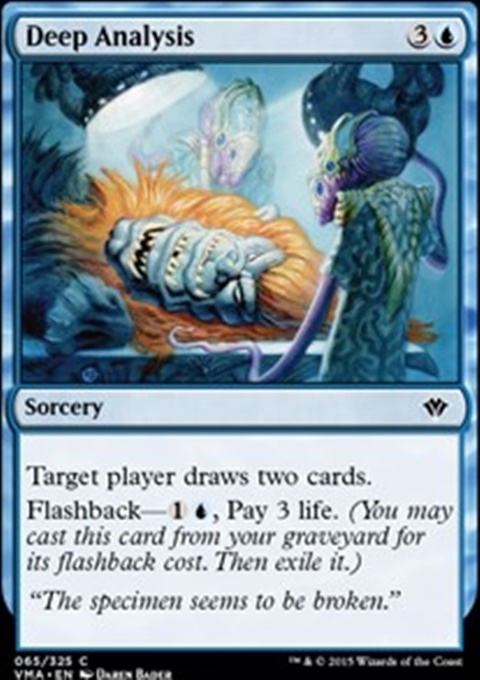 Deep Analysis 3
Sorcery
Target player draws two cards.
Flashback—1, Pay 3 life. (You may
cast this card from your graveyard for
its flashback cost. Then exile it.)
"The specimen seems to be broken."
065/325 C
VMA • EN Daren Bader
™ & © 2015 Wizards of the Coast